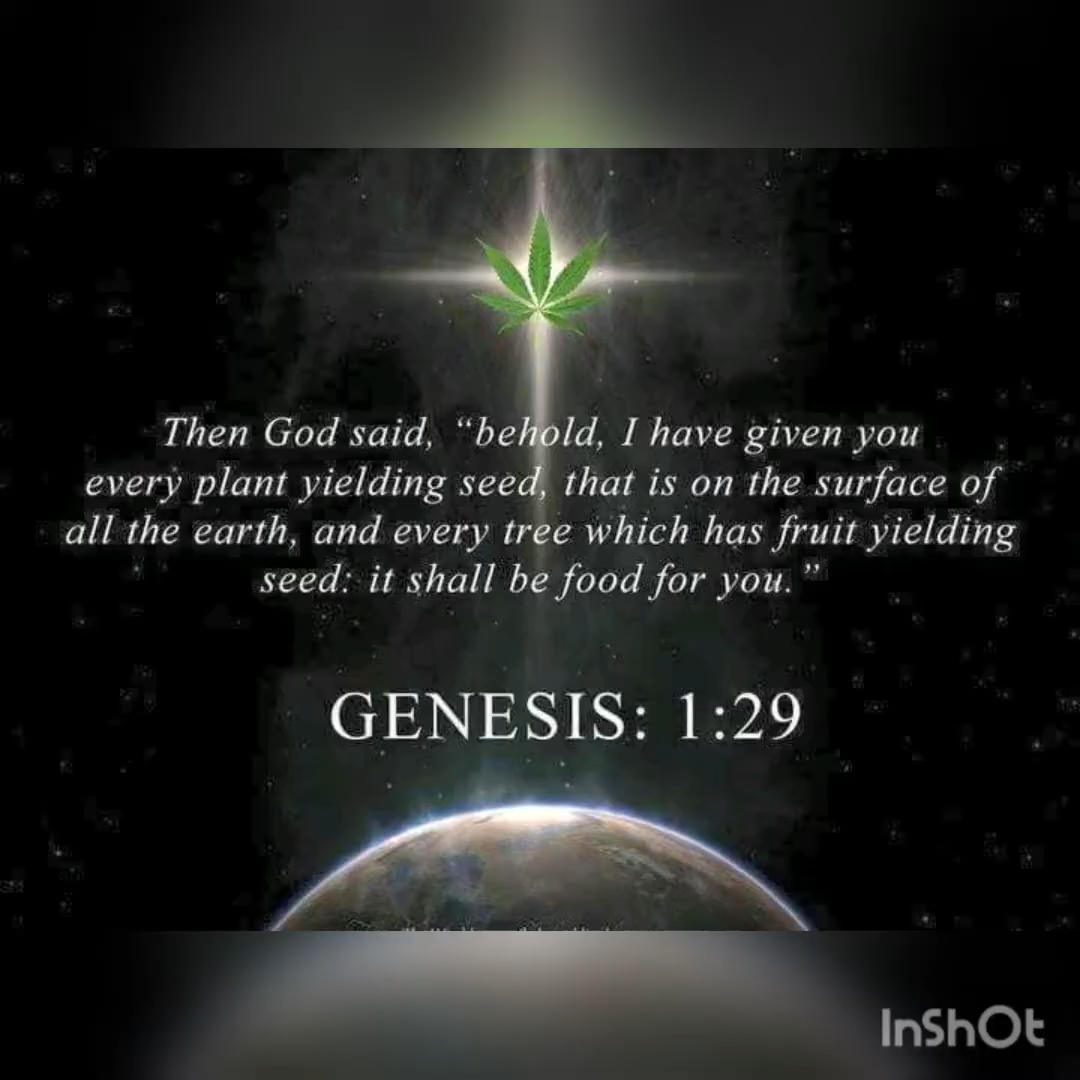 Then God said, “behold, I have given you
every plant yielding seed, that is on the surface of
all the earth, and every tree which has fruit yielding
seed: it shall be food for you.”
GENESIS: 1:29
InShOt